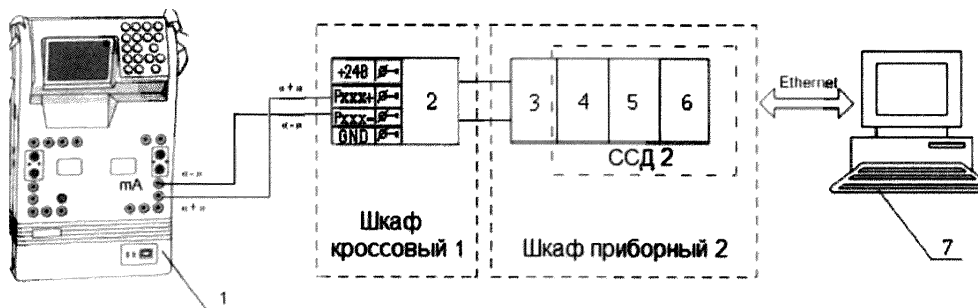 +24В
Рxxx+
Рxxx-
GND
2
« + »
« - »
mA
« - »
« + »
1
Шкаф
кроссовый 1
3 4 5 6
ССД 2
Шкаф приборный 2
Ethernet
7